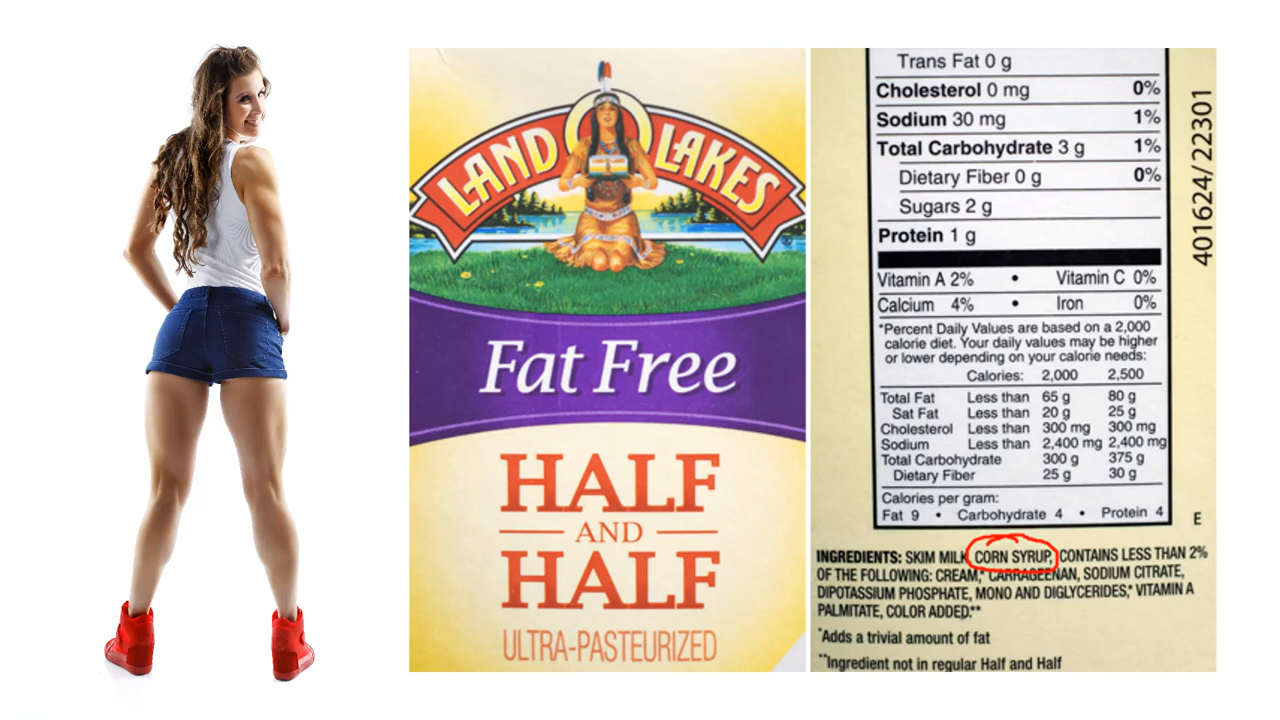 LAND O LAKES
Fat Free
HALF
AND
HALF
ULTRA-PASTEURIZED
Trans Fat 0 g
Cholesterol 0 mg 0%
Sodium 30 mg 1%
Total Carbohydrate 3 g 1%
Dietary Fiber 0 g 0%
Sugars 2 g
Protein 1 g
Vitamin A 2% • Vitamin C 0%
Calcium 4% • Iron 0%
*Percent Daily Values are based on a 2,000
calorie diet. Your daily values may be higher
or lower depending on your calorie needs:
Calories: 2,000 2,500
Total Fat Less than 65 g 80 g
Sat Fat Less than 20 g 25 g
Cholesterol Less than 300 mg 300 mg
Sodium Less than 2,400 mg 2,400 mg
Total Carbohydrate 300 g 375 g
Dietary Fiber 25 g 30 g
Calories per gram:
Fat 9 • Carbohydrate 4 • Protein 4
E
401624/22301
INGREDIENTS: SKIM MILK, CORN SYRUP, CONTAINS LESS THAN 2%
OF THE FOLLOWING: CREAM,* CARRAGEENAN, SODIUM CITRATE,
DIPOTASSIUM PHOSPHATE, MONO AND DIGLYCERIDES,* VITAMIN A
PALMITATE, COLOR ADDED.**
*Adds a trivial amount of fat
**Ingredient not in regular Half and Half